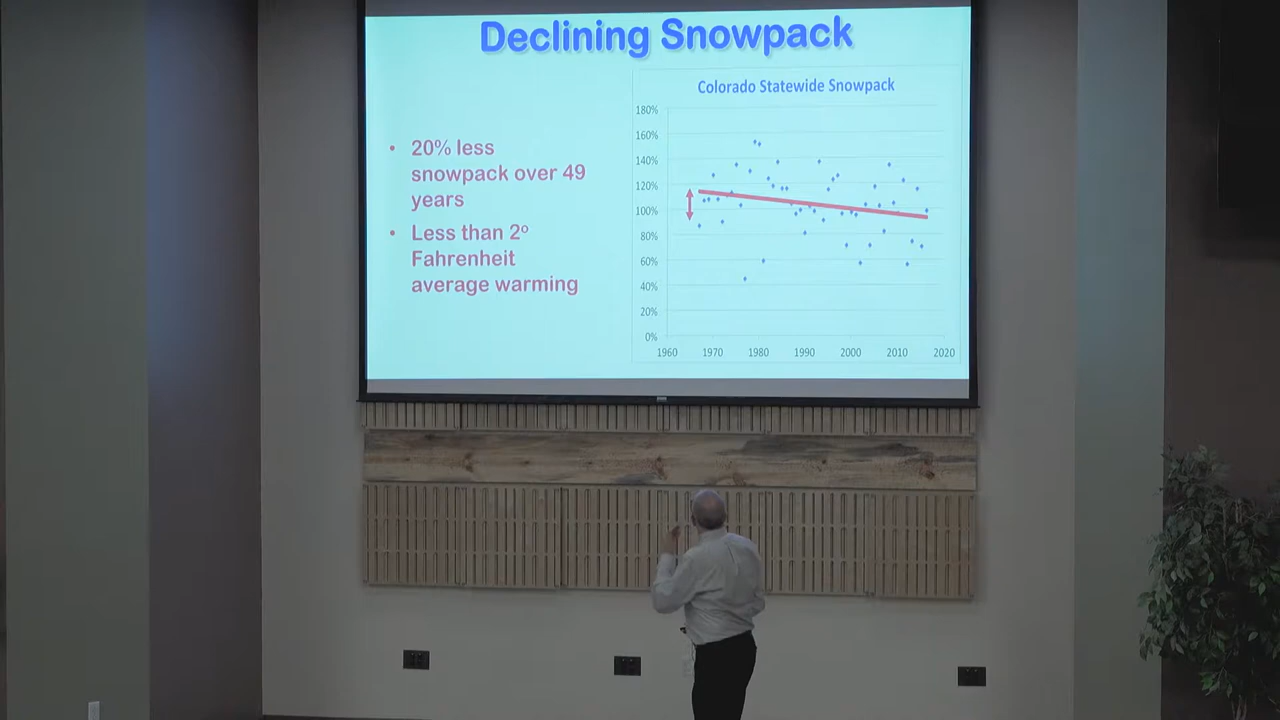 Declining Snowpack
• 20% less
snowpack over 49
years
• Less than 2º
Fahrenheit
average warming
Colorado Statewide Snowpack
180%
160%
140%
120%
100%
80%
60%
40%
20%
0%
1960 1970 1980 1990 2000 2010 2020